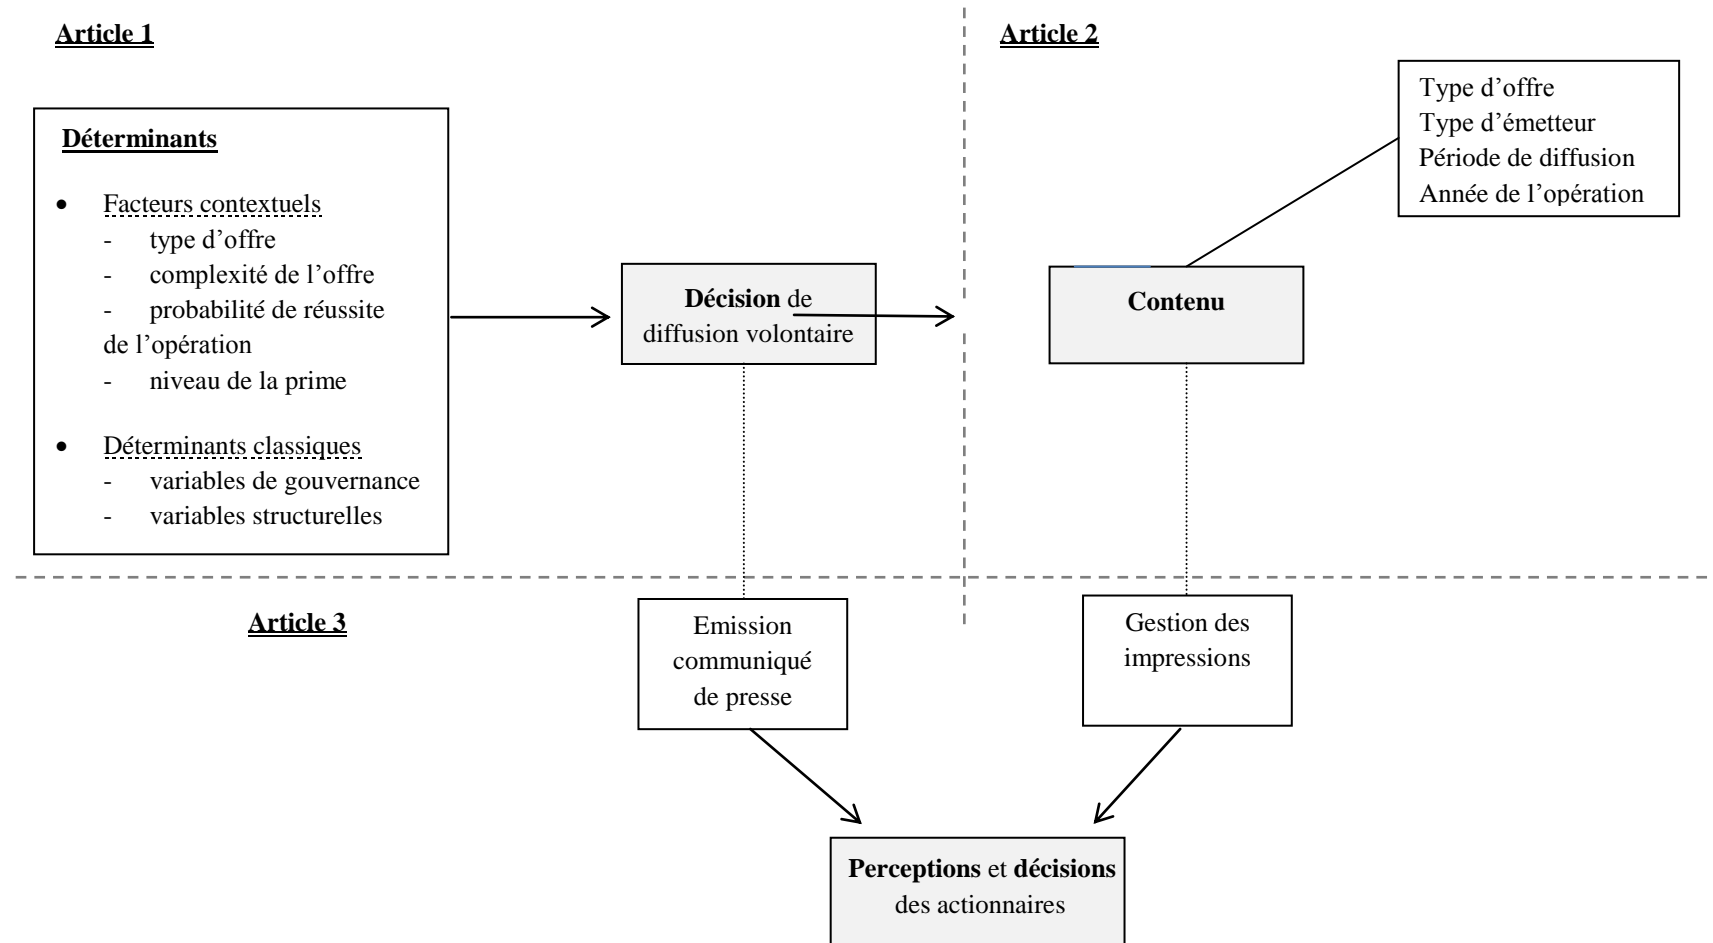 Article 1
Déterminants
• Facteurs contextuels
- type d’offre
- complexité de l’offre
- probabilité de réussite
de l’opération
- niveau de la prime
• Déterminants classiques
- variables de gouvernance
- variables structurelles
Décision de
diffusion volontaire
Article 2
Type d’offre
Type d’émetteur
Période de diffusion
Année de l’opération
Contenu
Article 3
Emission
communiqué
de presse
Gestion des
impressions
Perceptions et décisions
des actionnaires